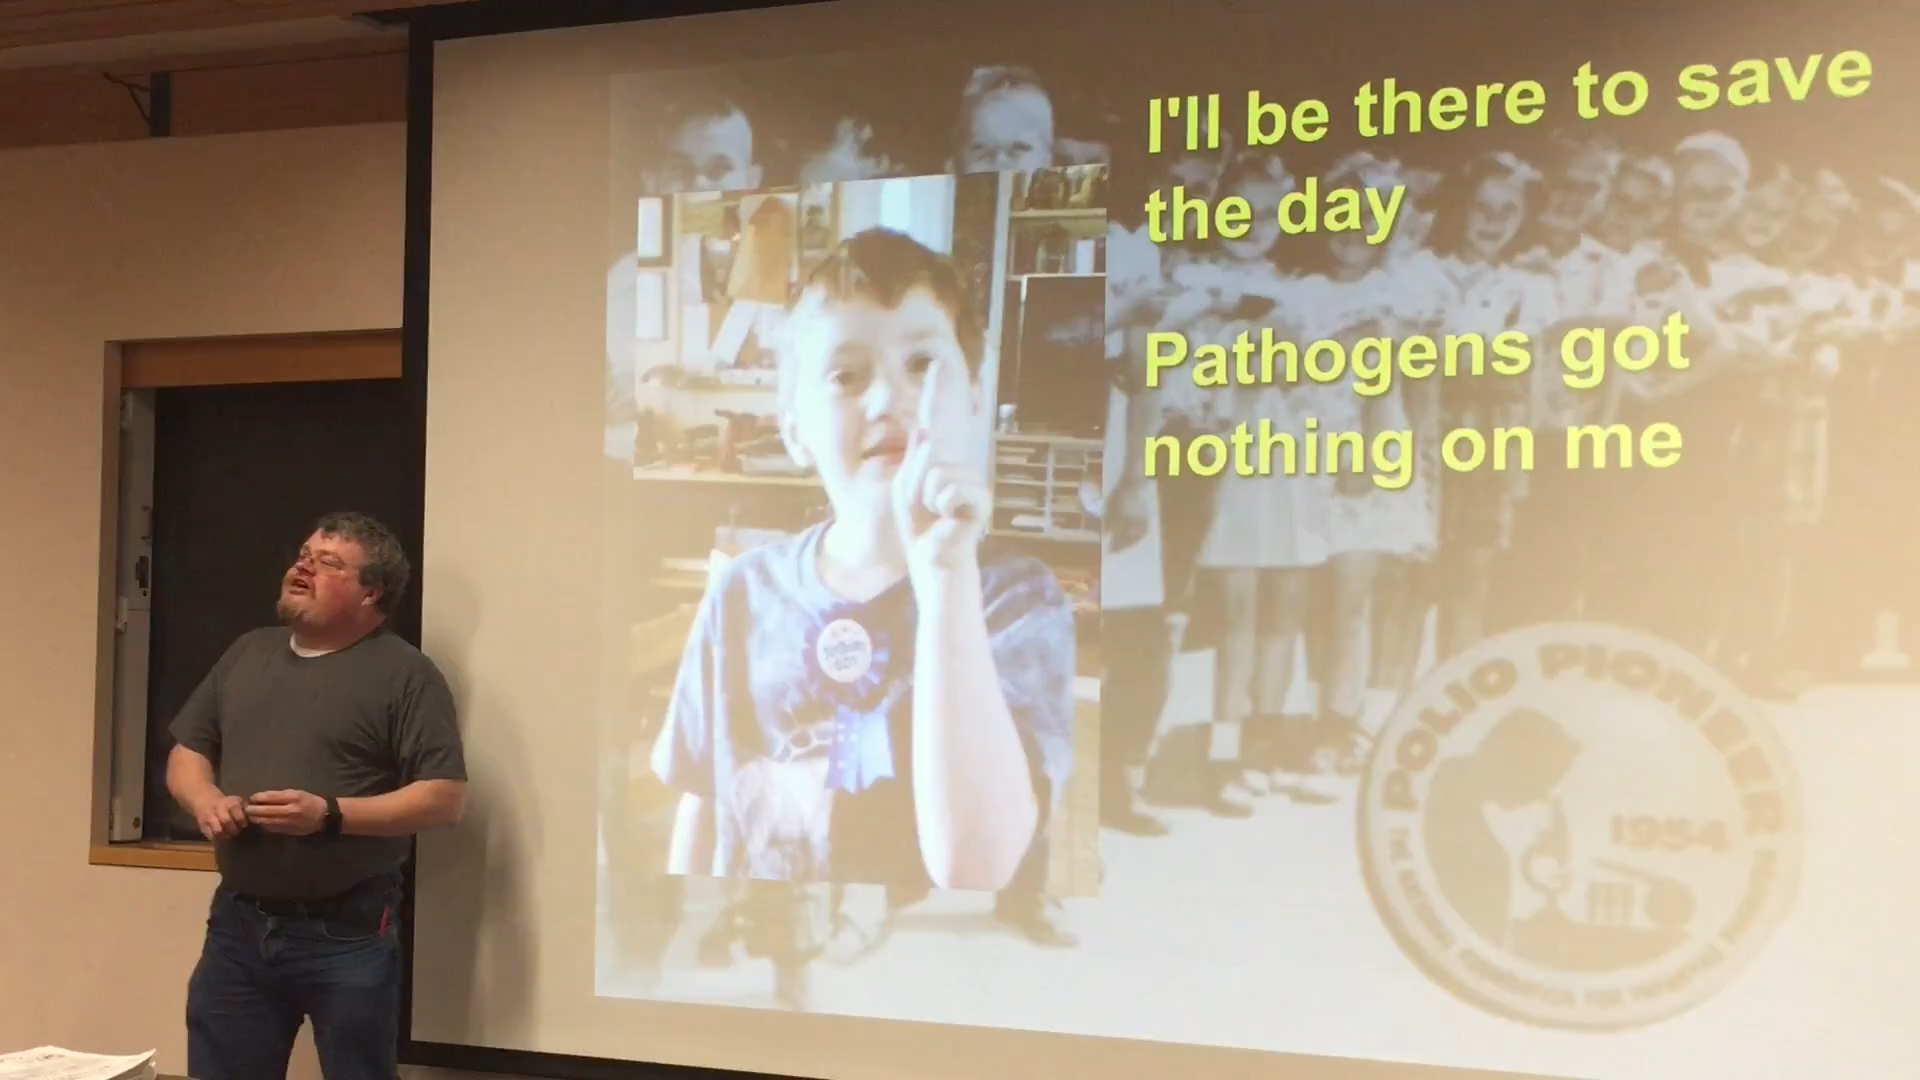 I'll be there to save
the day
Pathogens got
nothing on me
POLIO PIONEER
1954